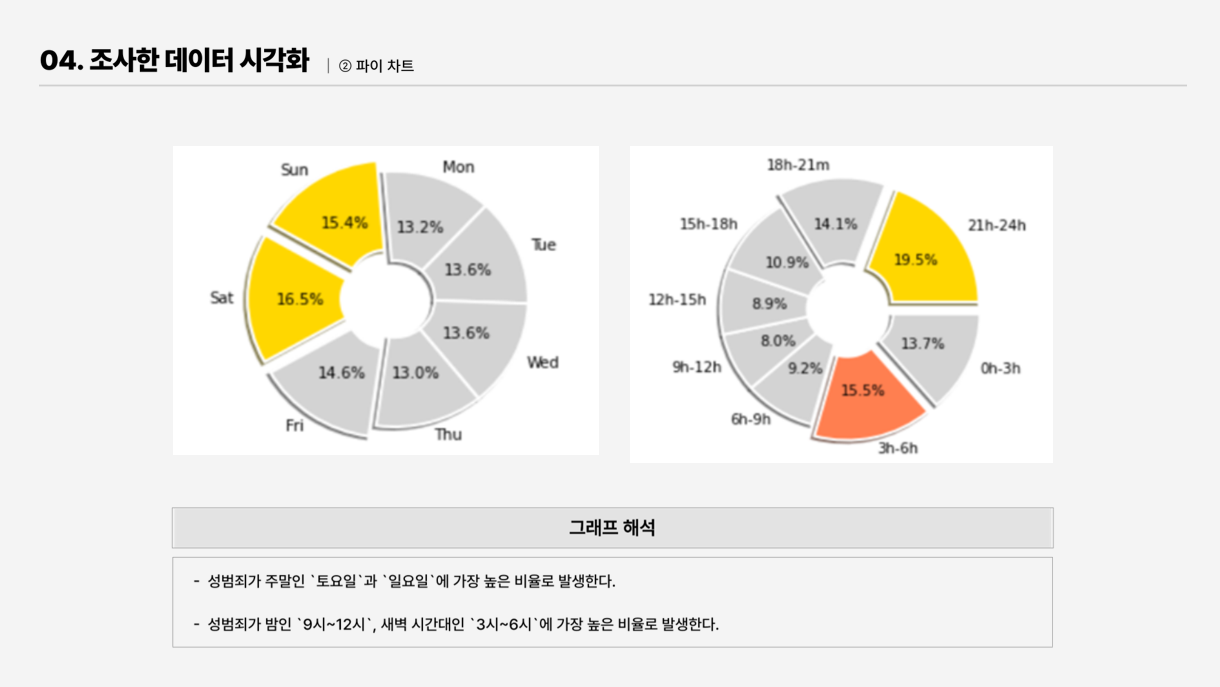 04. 조사한 데이터 시각화 | ② 파이 차트
Sun
Mon
15.4%
13.2%
Tue
13.6%
Sat
16.5%
13.6%
Wed
14.6%
13.0%
Fri
Thu
18h-21m
15h-18h
14.1%
21h-24h
10.9%
19.5%
12h-15h
8.9%
8.0%
13.7%
9h-12h
9.2%
0h-3h
15.5%
6h-9h
3h-6h
그래프 해석
- 성범죄가 주말인 `토요일`과 `일요일`에 가장 높은 비율로 발생한다.
- 성범죄가 밤인 `9시~12시`, 새벽 시간대인 `3시~6시`에 가장 높은 비율로 발생한다.